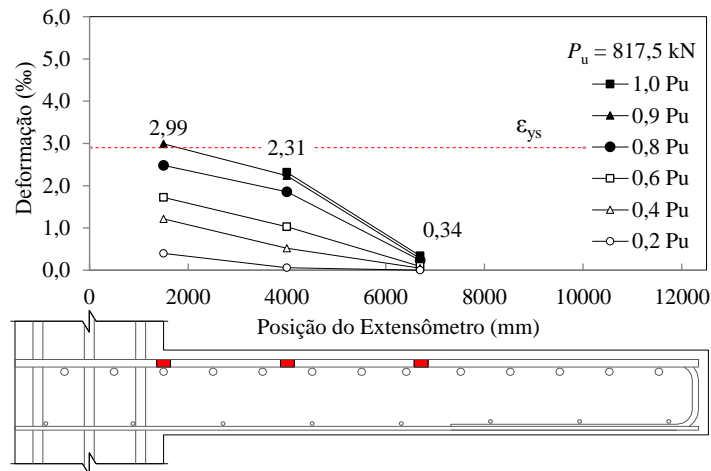 6,0
5,0
4,0
3,0
2,0
1,0
0,0
Deformação (‰)
2,99
2,31
0,34
εys
Pu = 817,5 kN
1,0 Pu
0,9 Pu
0,8 Pu
0,6 Pu
0,4 Pu
0,2 Pu
0 2000 4000 6000 8000 10000 12000
Posição do Extensômetro (mm)